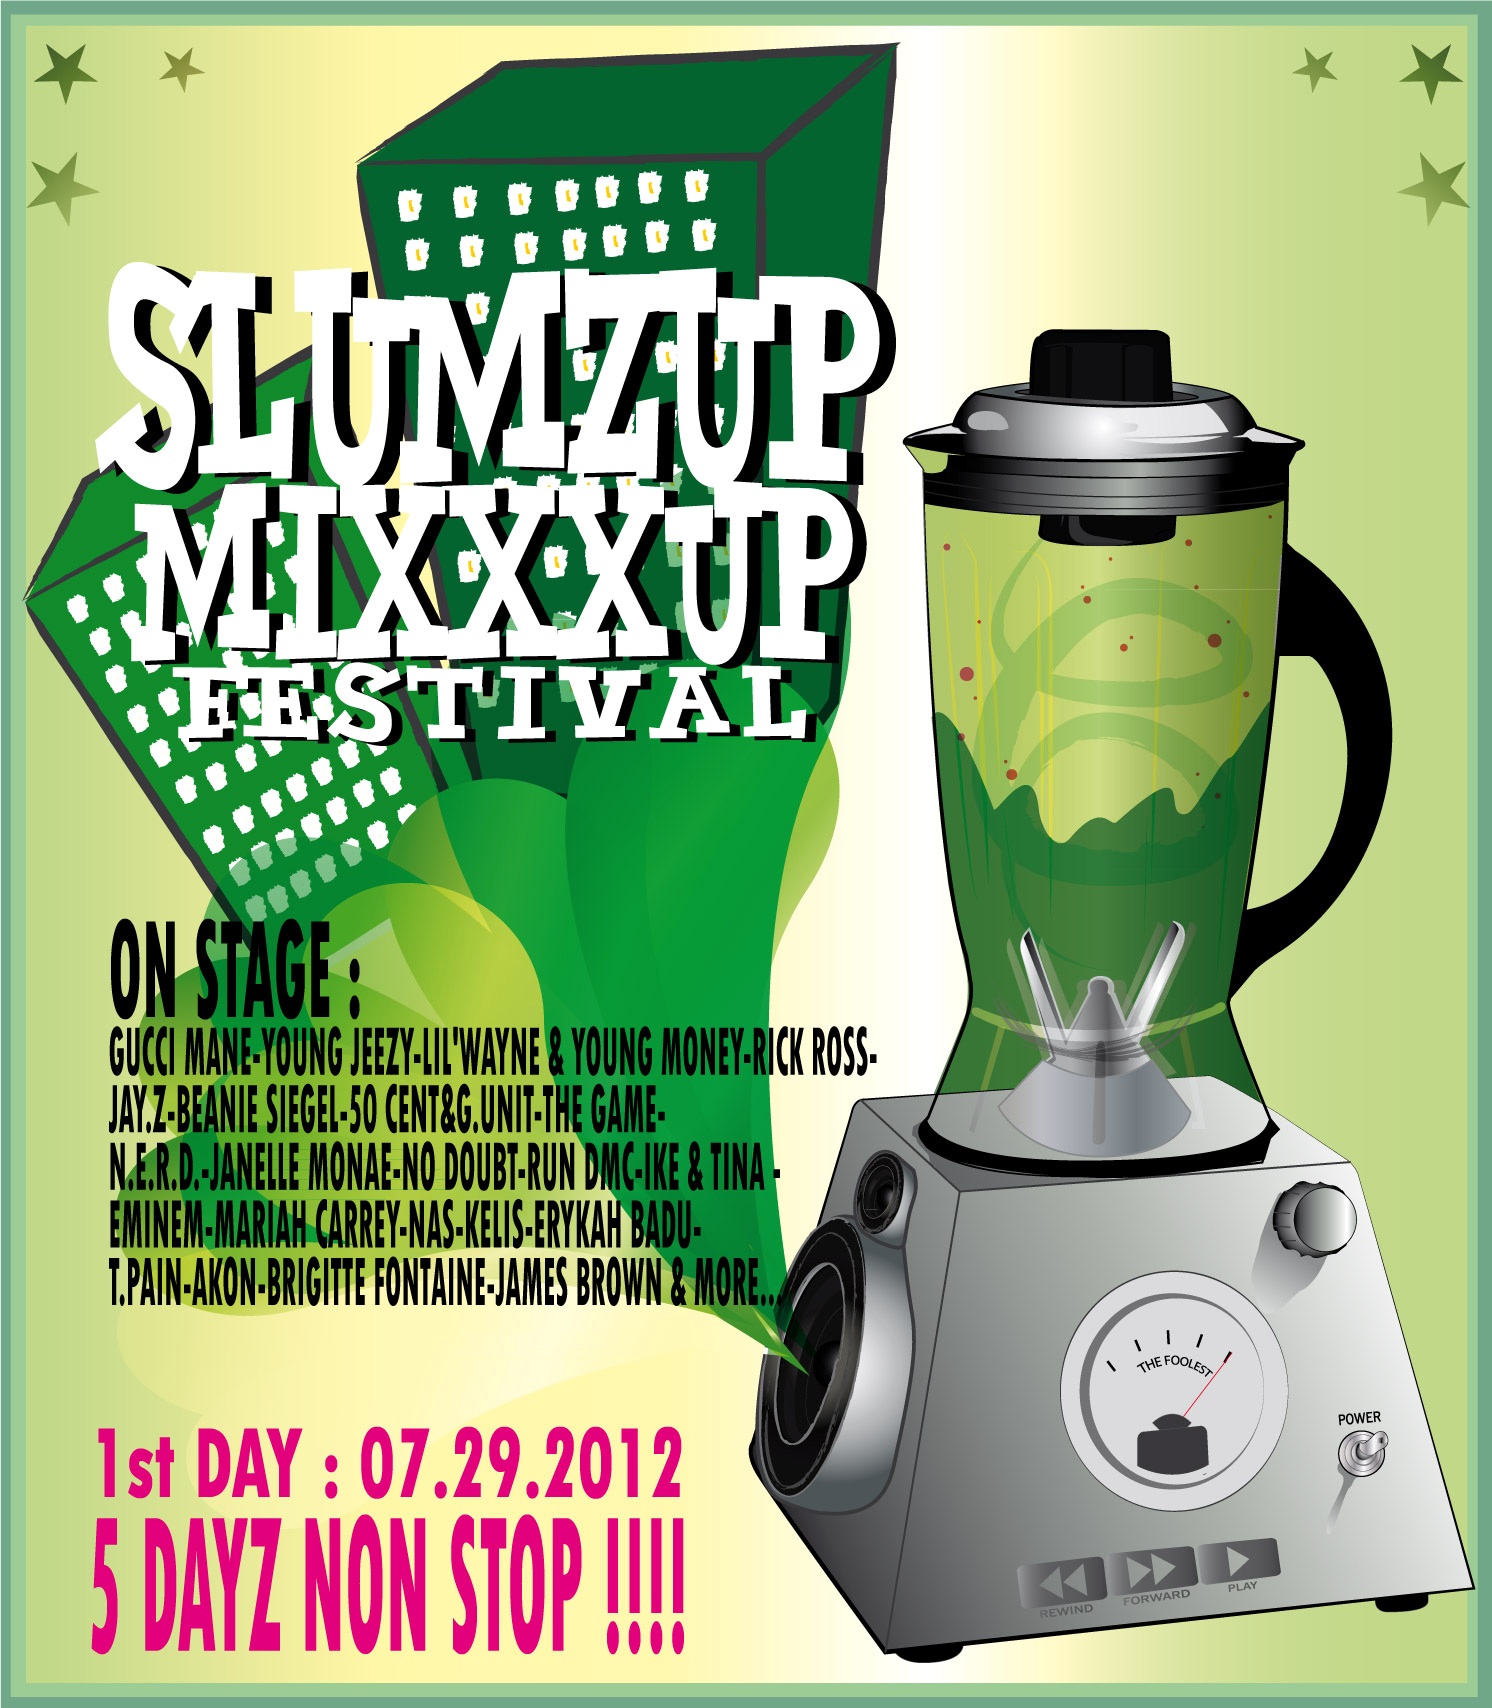 SLUMZUP
MIXXXUP
FESTIVAL
ON STAGE :
GUCCI MANE-YOUNG JEEZY-LIL'WAYNE & YOUNG MONEY-RICK ROSS-
JAY.Z-BEANIE SIEGEL-50 CENT&G.UNIT-THE GAME-
N.E.R.D.-JANELLE MONAE-NO DOUBT-RUN DMC-IKE & TINA -
EMINEM-MARIAH CARREY-NAS-KELIS-ERYKAH BADU-
T.PAIN-AKON-BRIGITTE FONTAINE-JAMES BROWN & MORE...
1st DAY : 07.29.2012
5 DAYZ NON STOP !!!!
THE FOOLEST
POWER
REWIND
FORWARD
PLAY